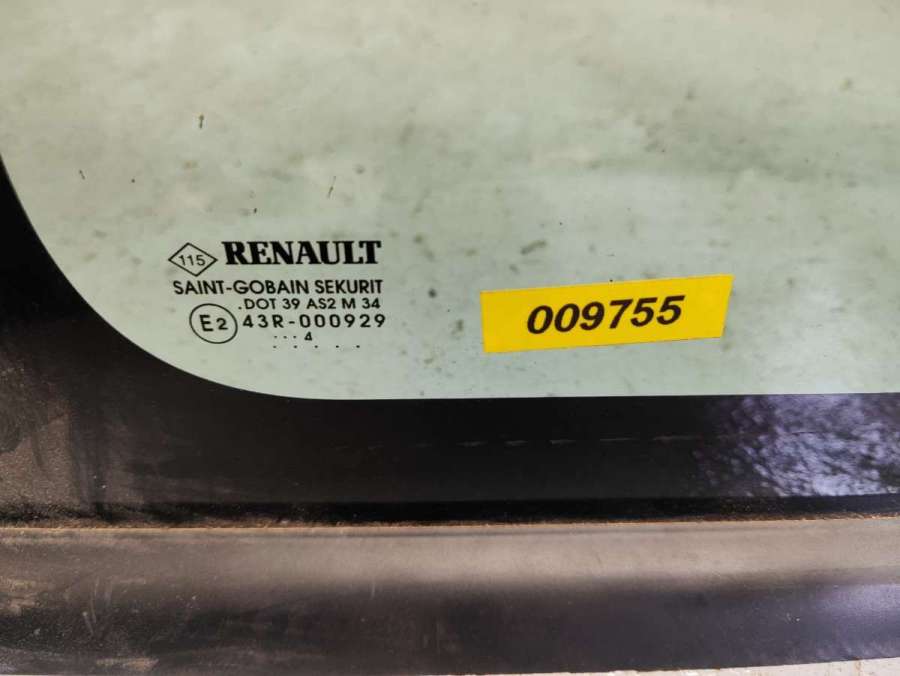 115 RENAULT
SAINT-GOBAIN SEKURIT
.DOT 39 AS2 M 34
E2 43R-000929
... 4
. . . . . .
009755